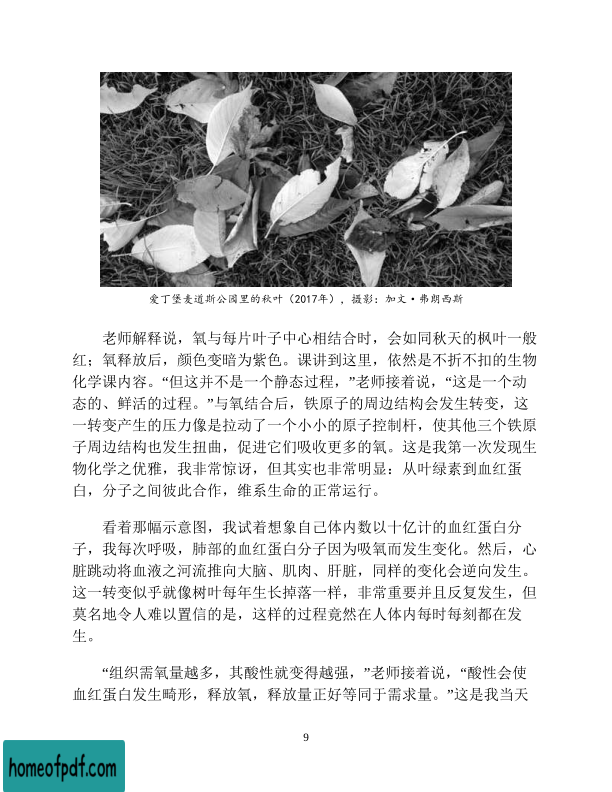 爱丁堡麦道斯公园里的秋叶（2017年），摄影：加文·弗朗西斯
老师解释说，氧与每片叶子中心相结合时，会如同秋天的枫叶一般
红；氧释放后，颜色变暗为紫色。课讲到这里，依然是不折不扣的生物
化学课内容。“但这并不是一个静态过程，”老师接着说，“这是一个动
态的、鲜活的过程。”与氧结合后，铁原子的周边结构会发生转变，这
一转变产生的压力像是拉动了一个小小的原子控制杆，使其他三个铁原
子周边结构也发生扭曲，促进它们吸收更多的氧。这是我第一次发现生
物化学之优雅，我非常惊讶，但其实也非常明显：从叶绿素到血红蛋
白，分子之间彼此合作，维系生命的正常运行。
看着那幅示意图，我试着想象自己体内数以十亿计的血红蛋白分
子，我每次呼吸，肺部的血红蛋白分子因为吸氧而发生变化。然后，心
脏跳动将血液之河流推向大脑、肌肉、肝脏，同样的变化会逆向发生。
这一转变似乎就像树叶每年生长掉落一样，非常重要并且反复发生，但
莫名地令人难以置信的是，这样的过程竟然在人体内每时每刻都在发
生。
“组织需氧量越多，其酸性就变得越强，”老师接着说，“酸性会使
血红蛋白发生畸形，释放氧，释放量正好等同于需求量。”这是我当天
9
homeofpdf.com